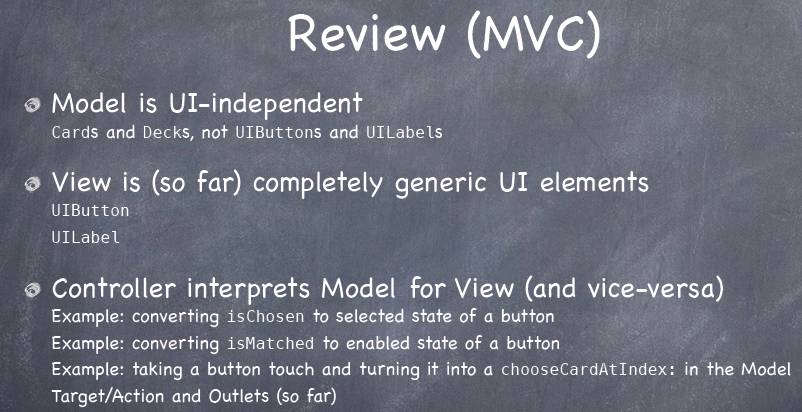 Review (MVC)
Model is UI-independent
Cards and Decks, not UIButtons and UILabels
View is (so far) completely generic UI elements
UIButton
UILabel
Controller interprets Model for View (and vice-versa)
Example: converting isChosen to selected state of a button
Example: converting isMatched to enabled state of a button
Example: taking a button touch and turning it into a chooseCardAtIndex: in the Model
Target/Action and Outlets (so far)